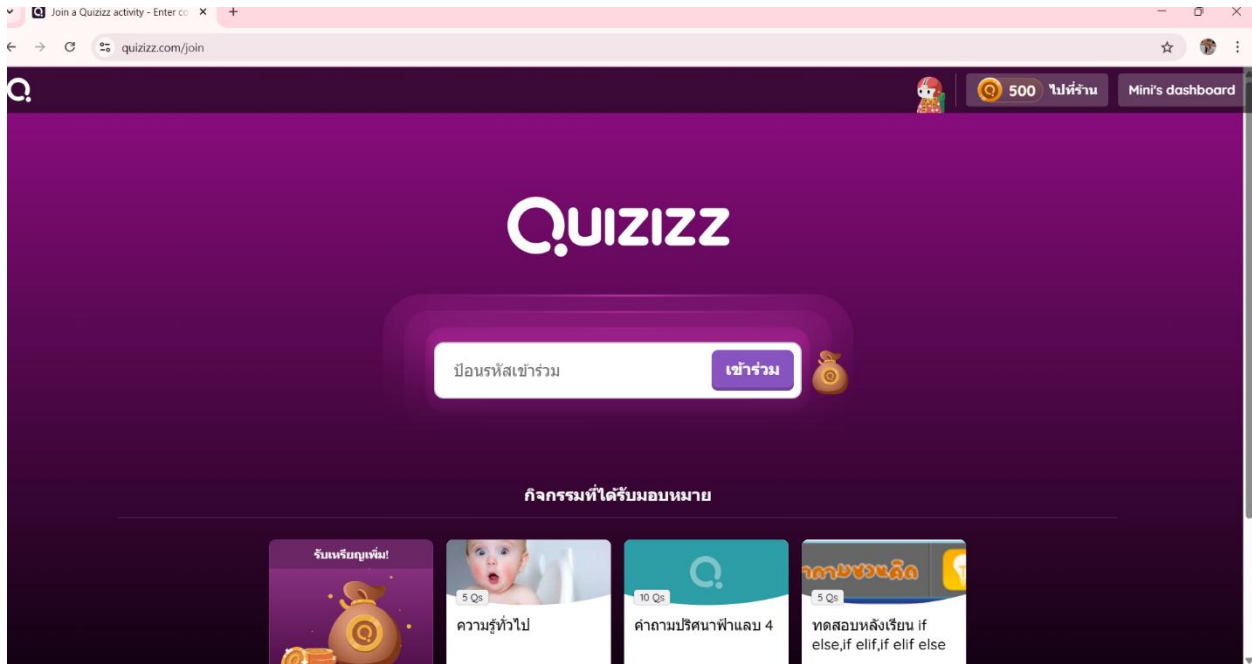 Join a Quizizz activity - Enter co
quizizz.com/join
500 ไปที่ร้าน
Mini's dashboard
QUIZIZZ
ป้อนรหัสเข้าร่วม
เข้าร่วม
กิจกรรมที่ได้รับมอบหมาย
รับเหรียญเพิ่ม!
5 Qs
ความรู้ทั่วไป
10 Qs
คำถามปริศนาฟ้าแลบ 4
5 Qs
ทดสอบหลังเรียน if
else,if elif,if elif else